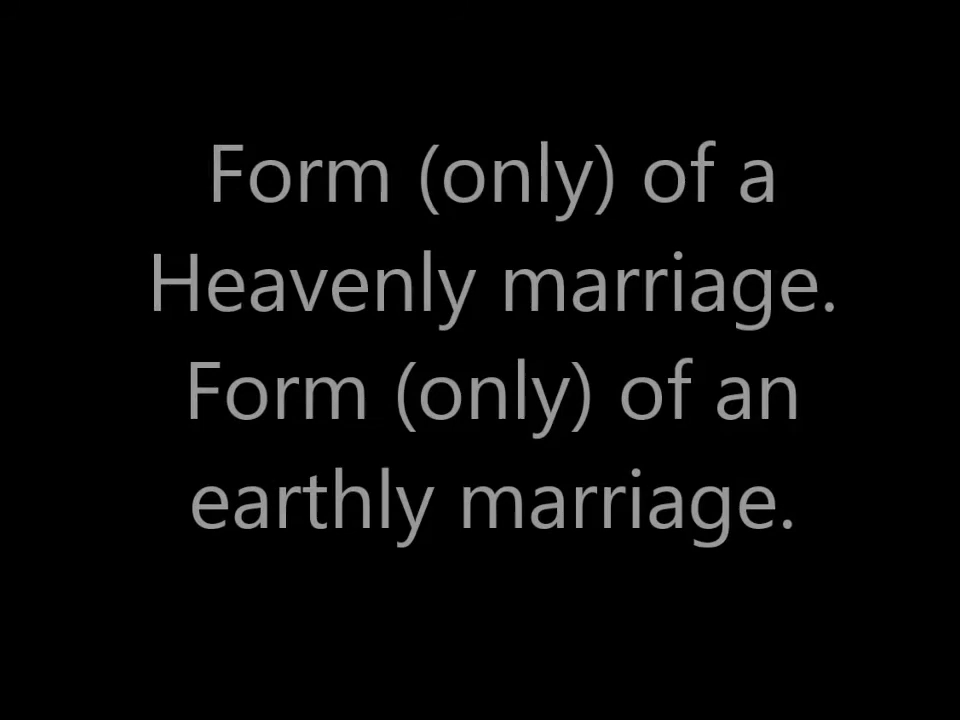 Form (only) of a
Heavenly marriage.
Form (only) of an
earthly marriage.